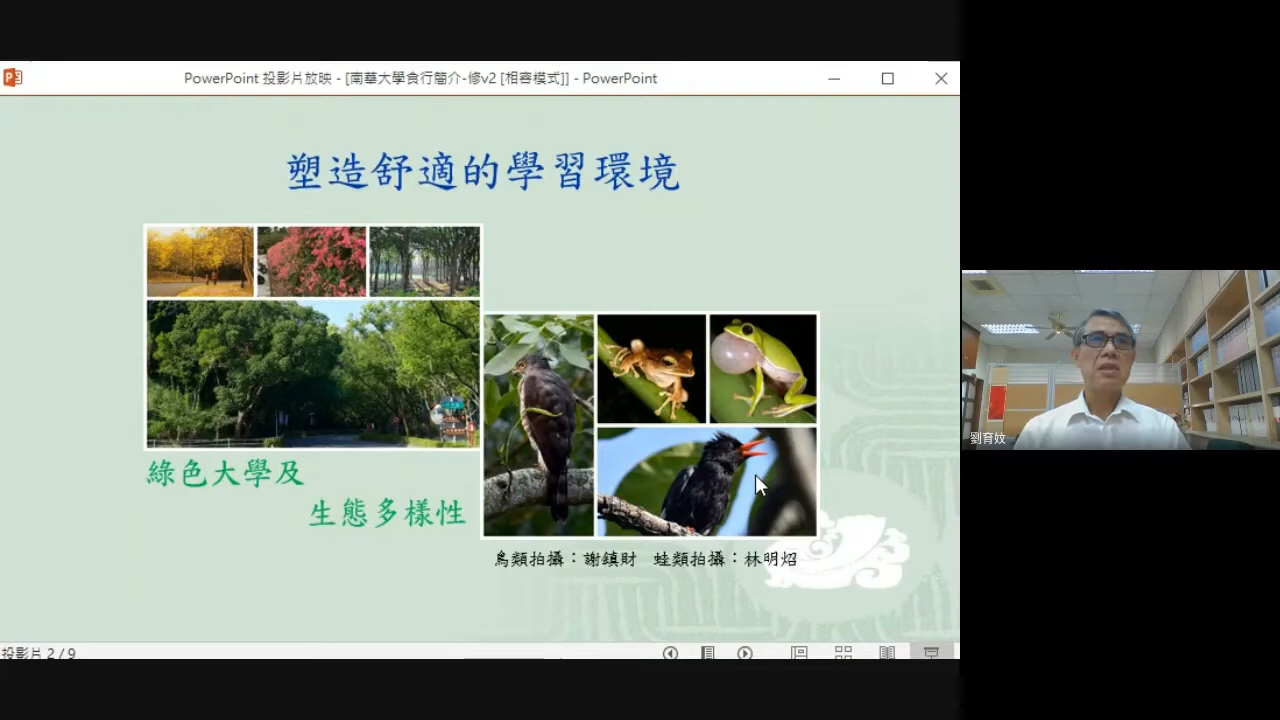 PowerPoint 投影片放映 - [南華大學食行簡介-修v2 [相容模式]] - PowerPoint
塑造舒適的學習環境
綠色大學及
生態多樣性
鳥類拍攝：謝鎮財 蛙類拍攝：林明炤
劉育妏
投影片 2 / 9